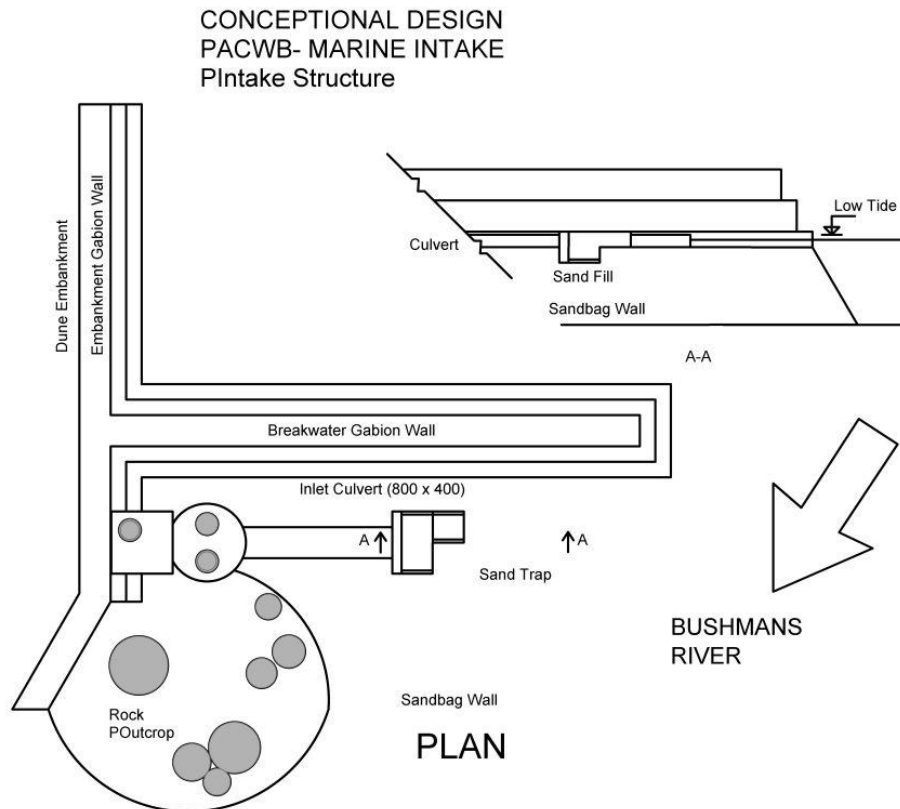 CONCEPTIONAL DESIGN
PACWB- MARINE INTAKE
PIntake Structure
Dune Embankment
Embankment Gabion Wall
Low Tide
Culvert
Sand Fill
Sandbag Wall
A-A
Breakwater Gabion Wall
Inlet Culvert (800 x 400)
A
A
Sand Trap
BUSHMANS
RIVER
Rock
POutcrop
Sandbag Wall
PLAN